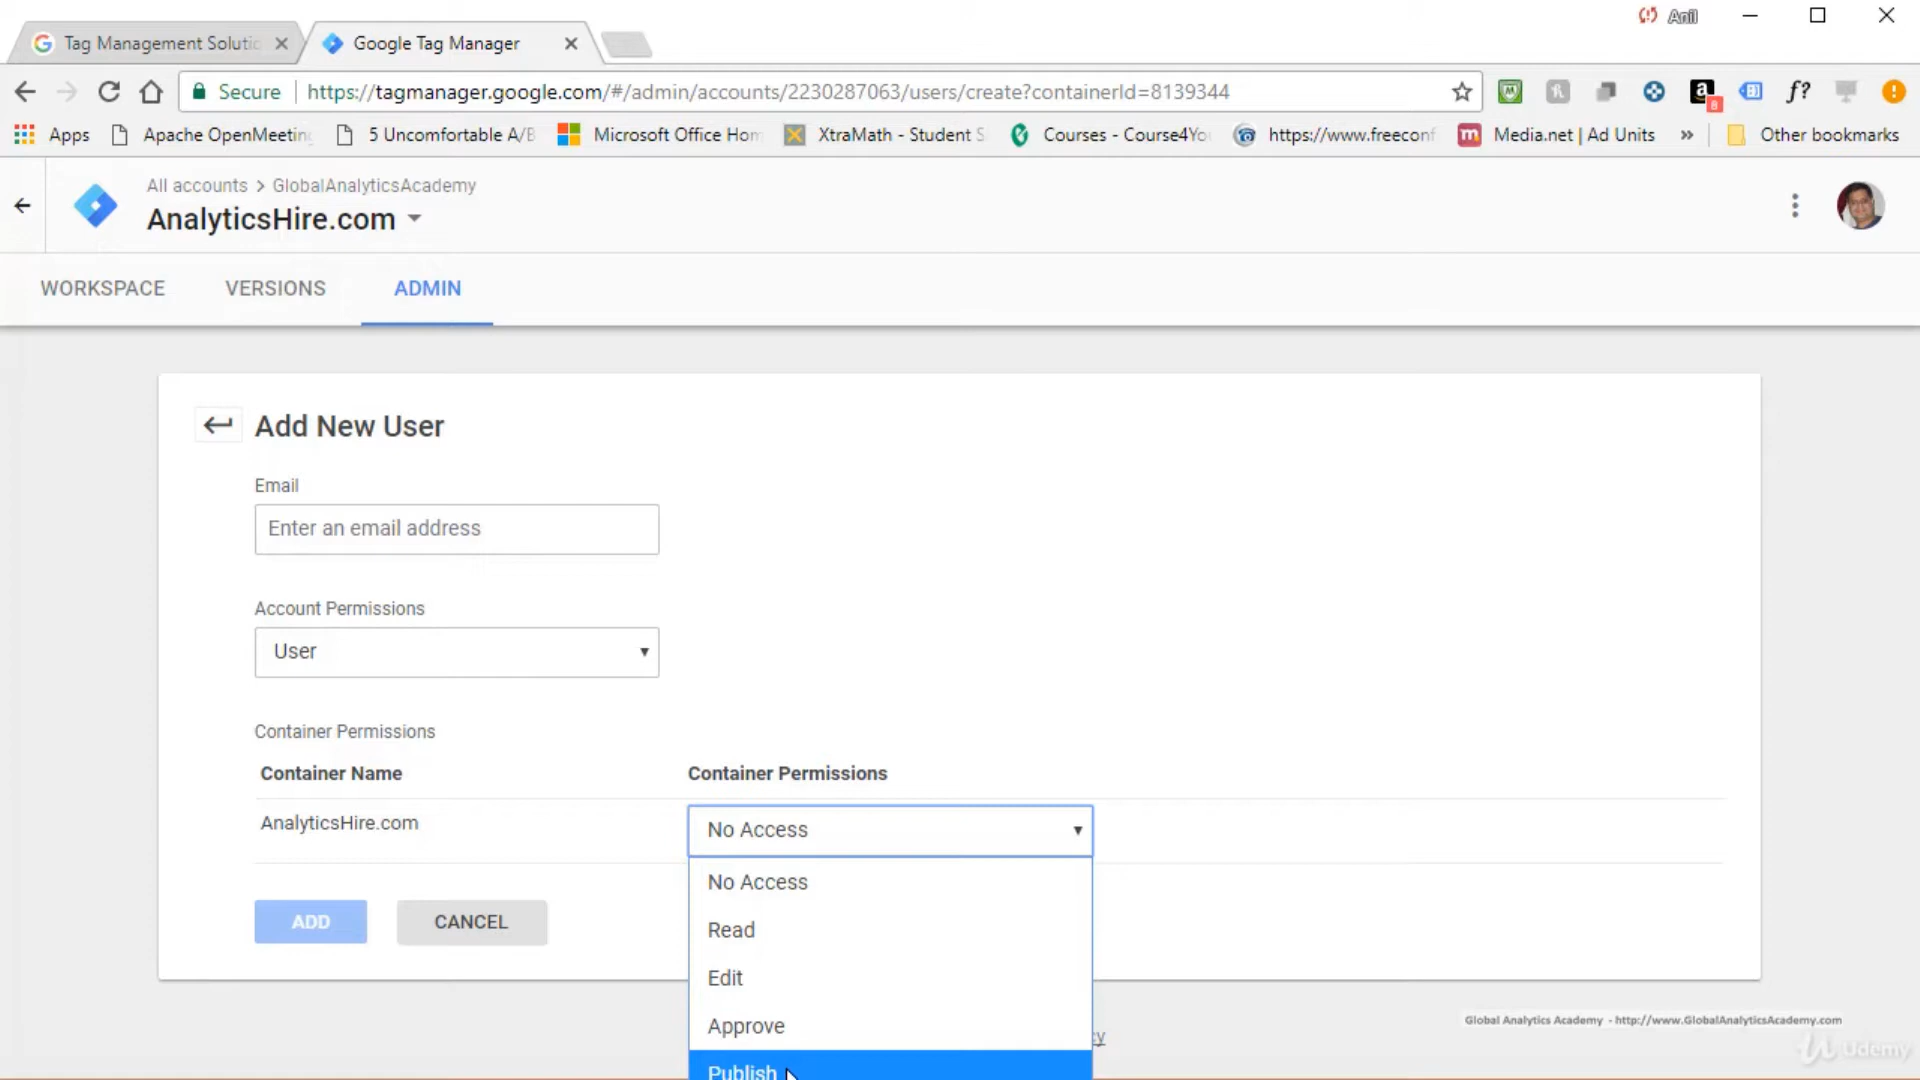 Anil
Tag Management Solutic
Google Tag Manager
Secure https://tagmanager.google.com/#/admin/accounts/2230287063/users/create?containerId=8139344
Apps Apache OpenMeeting 5 Uncomfortable A/B Microsoft Office Hom XtraMath - Student S Courses - Course4Yo https://www.freeconf Media.net | Ad Units » Other bookmarks
All accounts > GlobalAnalyticsAcademy
AnalyticsHire.com
WORKSPACE VERSIONS ADMIN
Add New User
Email
Enter an email address
Account Permissions
User
Container Permissions
Container Name Container Permissions
AnalyticsHire.com No Access
No Access
Read
ADD CANCEL
Edit
Approve
Publish
Global Analytics Academy - http://www.GlobalAnalyticsAcademy.com
Udemy